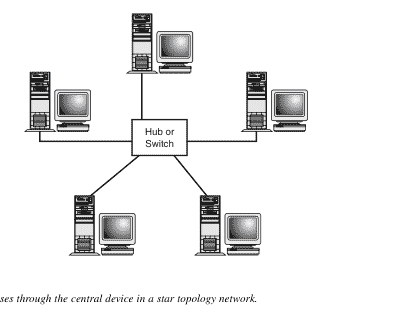 Hub or
Switch
ses through the central device in a star topology network.